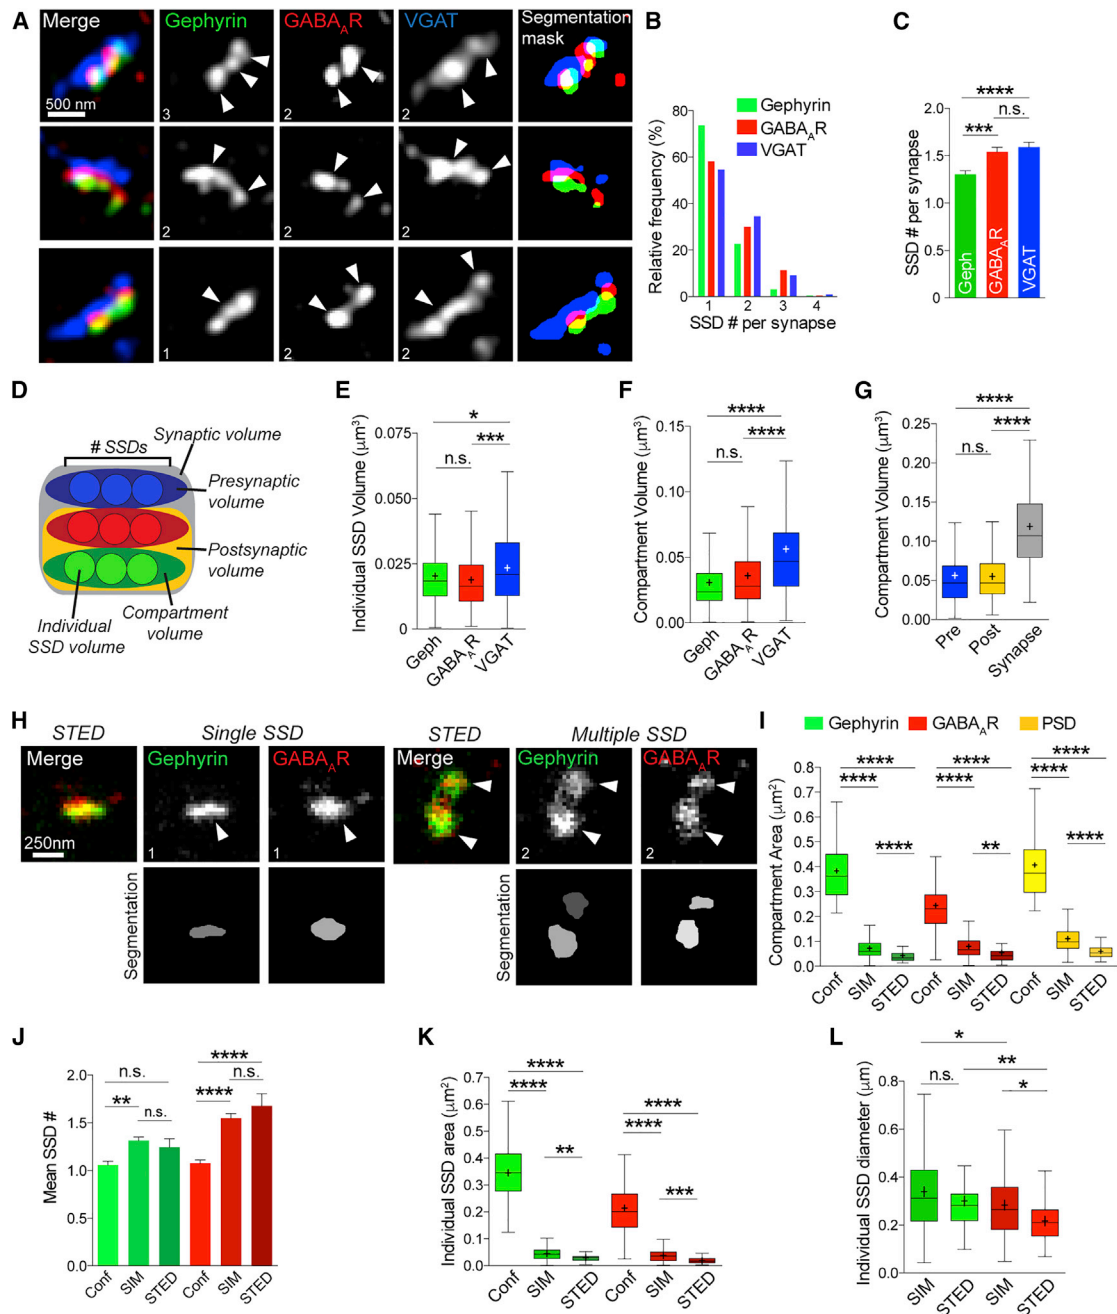 A
Merge
Gephyrin
GABA_AR
VGAT
Segmentation
mask
500 nm
3
2
2
2
2
2
1
2
2
B
Gephyrin
GABA_AR
VGAT
Relative frequency (%)
80
60
40
20
0
1 2 3 4
SSD # per synapse
C
****
n.s.
***
SSD # per synapse
2.0
1.5
1.0
0.5
0
Geph
GABA_AR
VGAT
D
# SSDs
Synaptic volume
Presynaptic
volume
Postsynaptic
volume
Compartment
volume
Individual
SSD volume
E
Individual SSD Volume (µm³)
0.075
0.050
0.025
0
*
***
n.s.
Geph
GABA_AR
VGAT
F
Compartment Volume (µm³)
0.15
0.10
0.05
0.00
****
****
n.s.
Geph
GABA_AR
VGAT
G
Compartment Volume (µm³)
0.25
0.20
0.15
0.10
0.05
0.00
****
****
n.s.
Pre
Post
Synapse
H
STED
Single SSD
STED
Multiple SSD
Merge
Gephyrin
GABA_AR
Merge
Gephyrin
GABA_AR
250nm
1
1
2
2
Segmentation
Segmentation
I
Gephyrin
GABA_AR
PSD
Compartment Area (µm²)
0.8
0.7
0.6
0.5
0.4
0.3
0.2
0.1
0.0
****
****
****
****
****
**
****
****
****
Conf
SIM
STED
Conf
SIM
STED
Conf
SIM
STED
J
Mean SSD #
2.0
1.5
1.0
0.5
0.0
n.s.
**
n.s.
****
n.s.
****
Conf
SIM
STED
Conf
SIM
STED
K
Individual SSD area (µm²)
0.7
0.6
0.5
0.4
0.3
0.2
0.1
0.0
****
****
**
****
****
***
Conf
SIM
STED
Conf
SIM
STED
L
Individual SSD diameter (µm)
0.8
0.6
0.4
0.2
0.0
*
n.s.
**
*
SIM
STED
SIM
STED